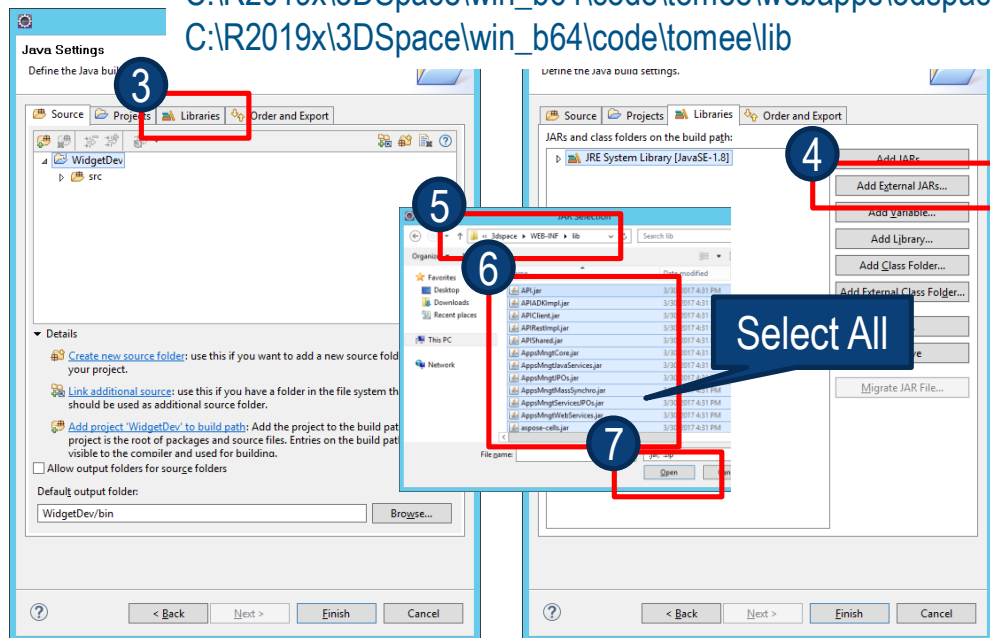 C:\R2019x\3DSpace\win_b64\code\tomee\webapps\3dspac
C:\R2019x\3DSpace\win_b64\code\tomee\lib
Java Settings
Define the Java buil
3
Source
Projects
Libraries
Order and Export
WidgetDev
src
Details
Create new source folder: use this if you want to add a new source fold
your project.
Link additional source: use this if you have a folder in the file system th
should be used as additional source folder.
Add project 'WidgetDev' to build path: Add the project to the build pat
project is the root of packages and source files. Entries on the build pat
visible to the compiler and used for building.
Allow output folders for source folders
Default output folder:
WidgetDev/bin
Browse...
< Back
Next >
Finish
Cancel
5
JAR Selection
« 3dspace ▸ WEB-INF ▸ lib
Search lib
Organize
6
Favorites
Desktop
Downloads
Recent places
This PC
Network
Date modified
API.jar
APIADKImpl.jar
APIClient.jar
APIRestImpl.jar
APIShared.jar
AppsMngtCore.jar
AppsMngtJavaServices.jar
AppsMngtJPOs.jar
AppsMngtMassSynchro.jar
AppsMngtServicesJPOs.jar
AppsMngtWebServices.jar
aspose-cells.jar
File name:
7
Open
Select All
Define the Java build settings.
Source
Projects
Libraries
Order and Export
JARs and class folders on the build path:
JRE System Library [JavaSE-1.8]
4
Add JARs...
Add External JARs...
Add Variable...
Add Library...
Add Class Folder...
Add External Class Folder...
Migrate JAR File...
< Back
Next >
Finish
Cancel